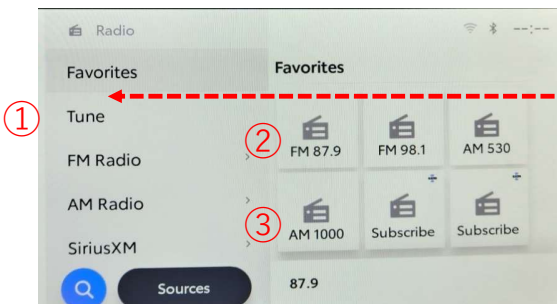 Radio
--:--
Favorites
Favorites
①
Tune
②
FM 87.9
FM 98.1
AM 530
FM Radio
AM Radio
③
AM 1000
Subscribe
Subscribe
SiriusXM
Sources
87.9